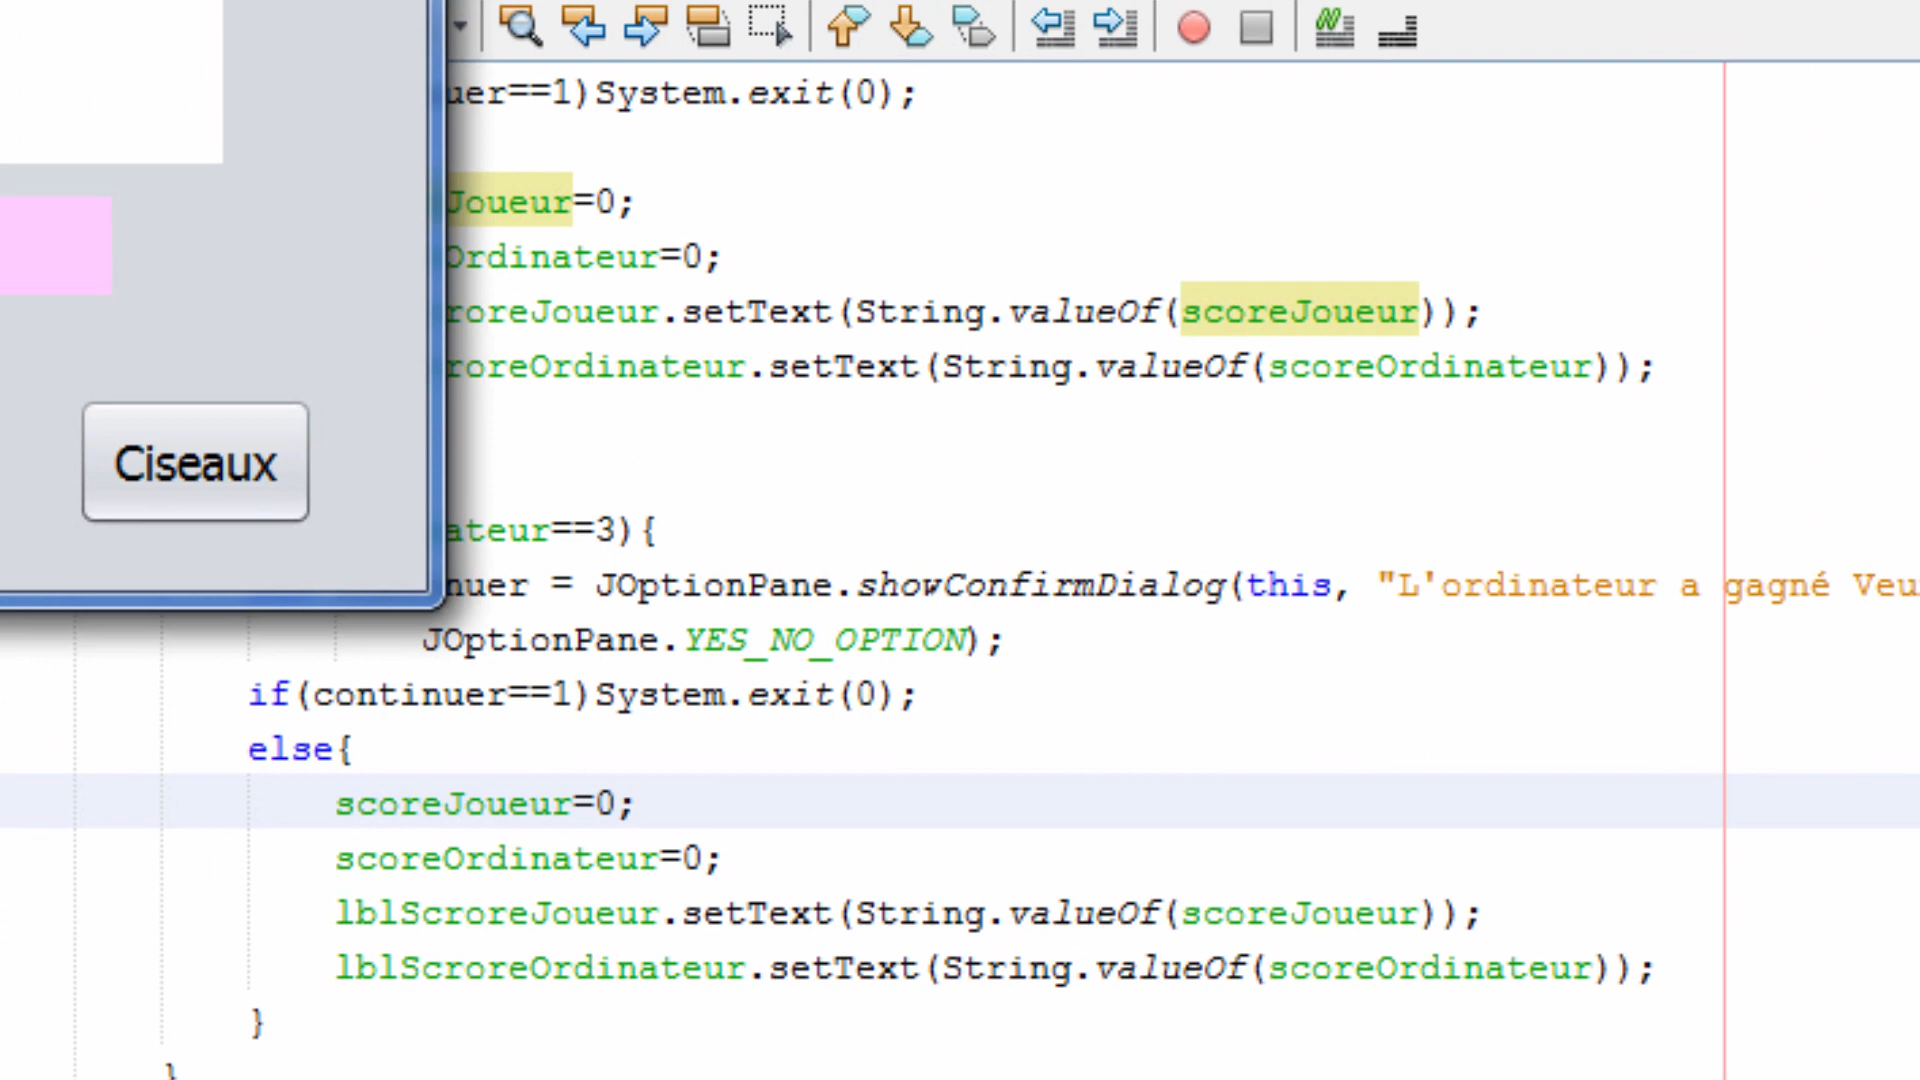 uer==1)System.exit(0);
Joueur=0;
Ordinateur=0;
roreJoueur.setText(String.valueOf(scoreJoueur));
roreOrdinateur.setText(String.valueOf(scoreOrdinateur));
Ciseaux
ateur==3){
nuer = JOptionPane.showConfirmDialog(this, "L'ordinateur a gagné Veu
JOptionPane.YES_NO_OPTION);
if(continuer==1)System.exit(0);
else{
scoreJoueur=0;
scoreOrdinateur=0;
lblScroreJoueur.setText(String.valueOf(scoreJoueur));
lblScroreOrdinateur.setText(String.valueOf(scoreOrdinateur));
}
}